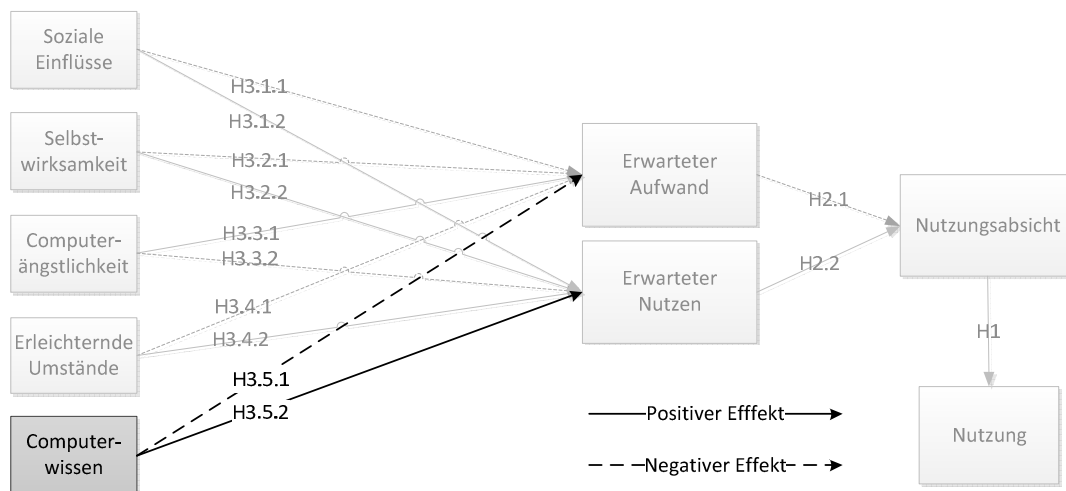 Soziale
Einflüsse
Selbst-
wirksamkeit
Computer-
ängstlichkeit
Erleichternde
Umstände
Computer-
wissen
H3.1.1
H3.1.2
H3.2.1
H3.2.2
H3.3.1
H3.3.2
H3.4.1
H3.4.2
H3.5.1
H3.5.2
Erwarteter
Aufwand
Erwarteter
Nutzen
H2.1
H2.2
Nutzungsabsicht
H1
Nutzung
Positiver Efffekt
Negativer Effekt